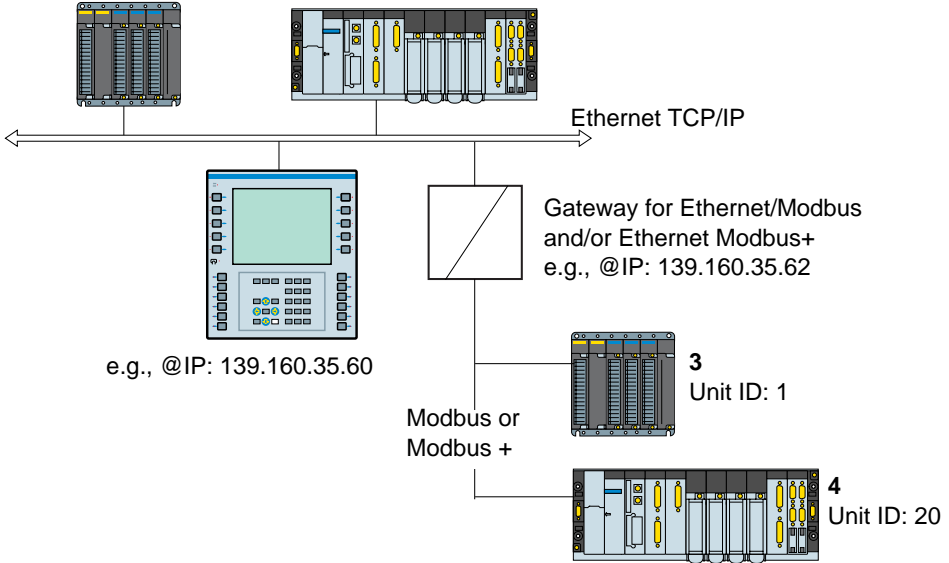 Ethernet TCP/IP
Gateway for Ethernet/Modbus
and/or Ethernet Modbus+
e.g., @IP: 139.160.35.62
e.g., @IP: 139.160.35.60
3
Unit ID: 1
Modbus or
Modbus +
4
Unit ID: 20